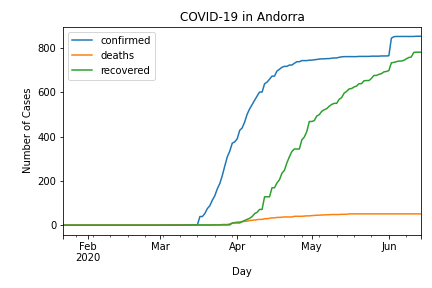 COVID-19 in Andorra
confirmed
deaths
recovered
800
600
400
200
0
Number of Cases
Feb Mar Apr May Jun
2020
Day